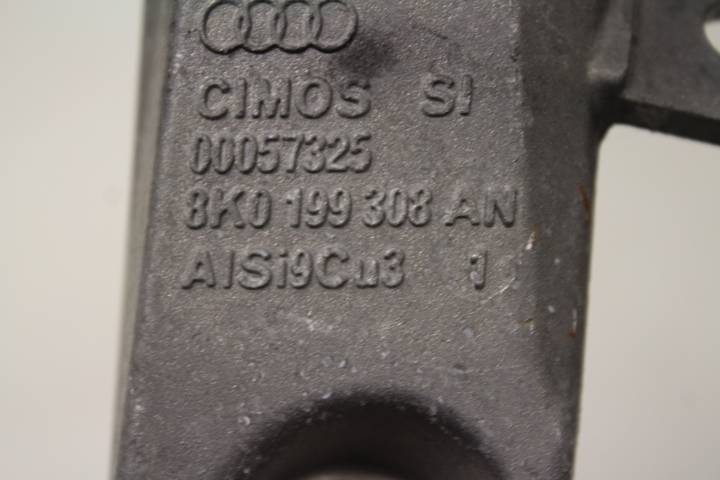 CIMOS SI
00057325
8K0 199 308 AN
AlSi9Cu3 1